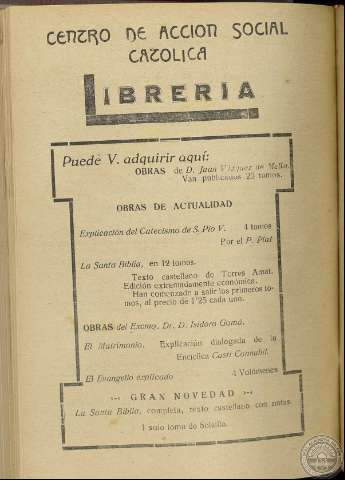 CENTRO DE ACCION SOCIAL
CATOLICA
LIBRERIA
Puede V. adquirir aquí:
OBRAS de D. Juan Vázquez de Mella.
Van publicados 25 tomos.
OBRAS DE ACTUALIDAD
Explicación del Catecismo de S. Pío V. 4 tomos
Por el P. Plat
La Santa Biblia, en 12 tomos.
Texto castellano de Torres Amat.
Edición extremadamente económica.
Han comenzado a salir los primeros to-
mos, al precio de 1'25 cada uno.
OBRAS del Excmo. Dr. D. Isidoro Gomá.
El Matrimonio. Explicación dialogada de la
Encíclica Casti Connubii.
El Evangelio explicado 4 Volúmenes
GRAN NOVEDAD
La Santa Biblia, completa, texto castellano con notas.
1 solo tomo de bolsillo.